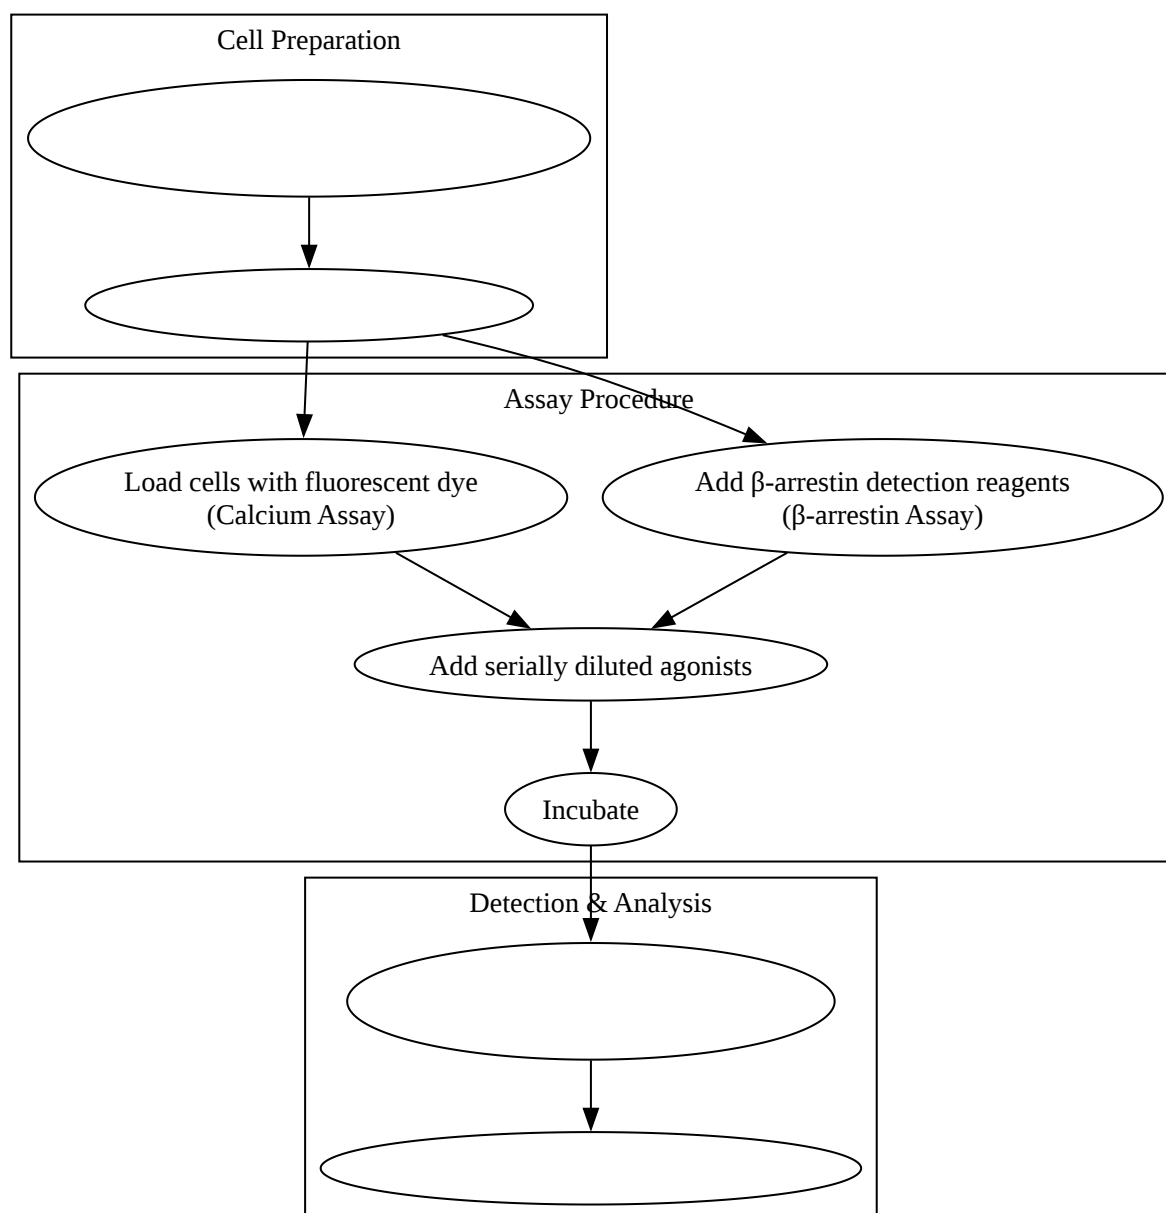 Cell Preparation
Assay Procedure
Load cells with fluorescent dye
(Calcium Assay)
Add β-arrestin detection reagents
(β-arrestin Assay)
Add serially diluted agonists
Incubate
Detection & Analysis